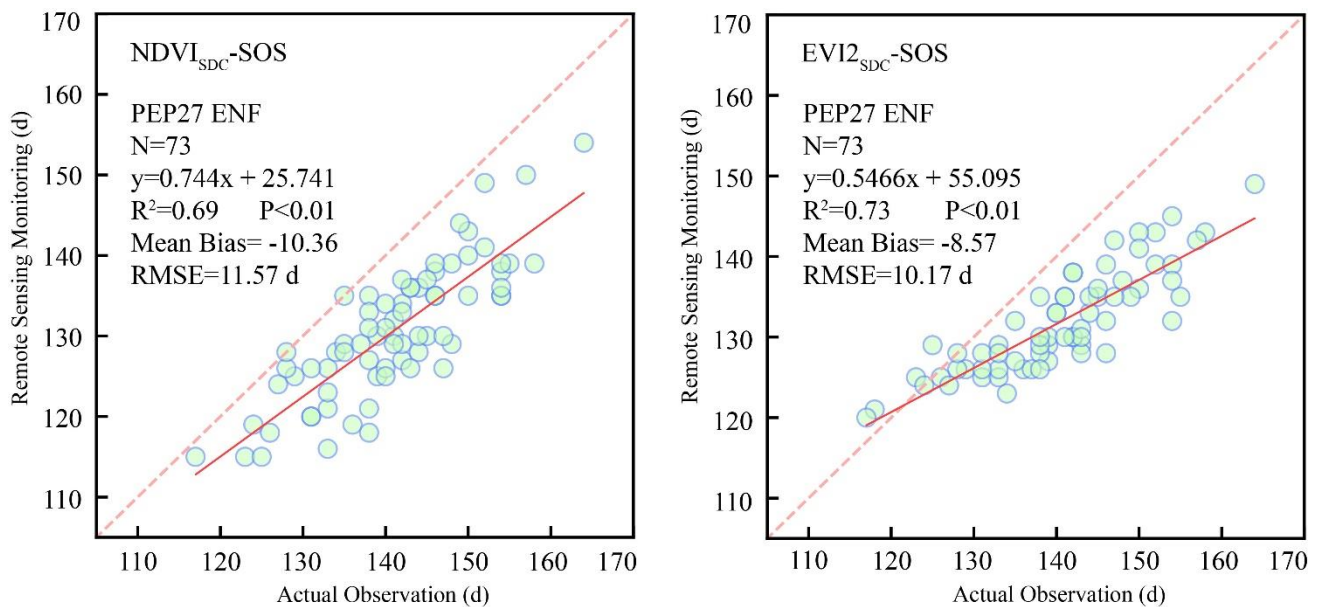 NDVI_SDC-SOS
PEP27 ENF
N=73
y=0.744x + 25.741
R²=0.69 P<0.01
Mean Bias= -10.36
RMSE=11.57 d
Remote Sensing Monitoring (d)
170
160
150
140
130
120
110
110 120 130 140 150 160 170
Actual Observation (d)
EVI2_SDC-SOS
PEP27 ENF
N=73
y=0.5466x + 55.095
R²=0.73 P<0.01
Mean Bias= -8.57
RMSE=10.17 d
Remote Sensing Monitoring (d)
170
160
150
140
130
120
110
110 120 130 140 150 160 170
Actual Observation (d)